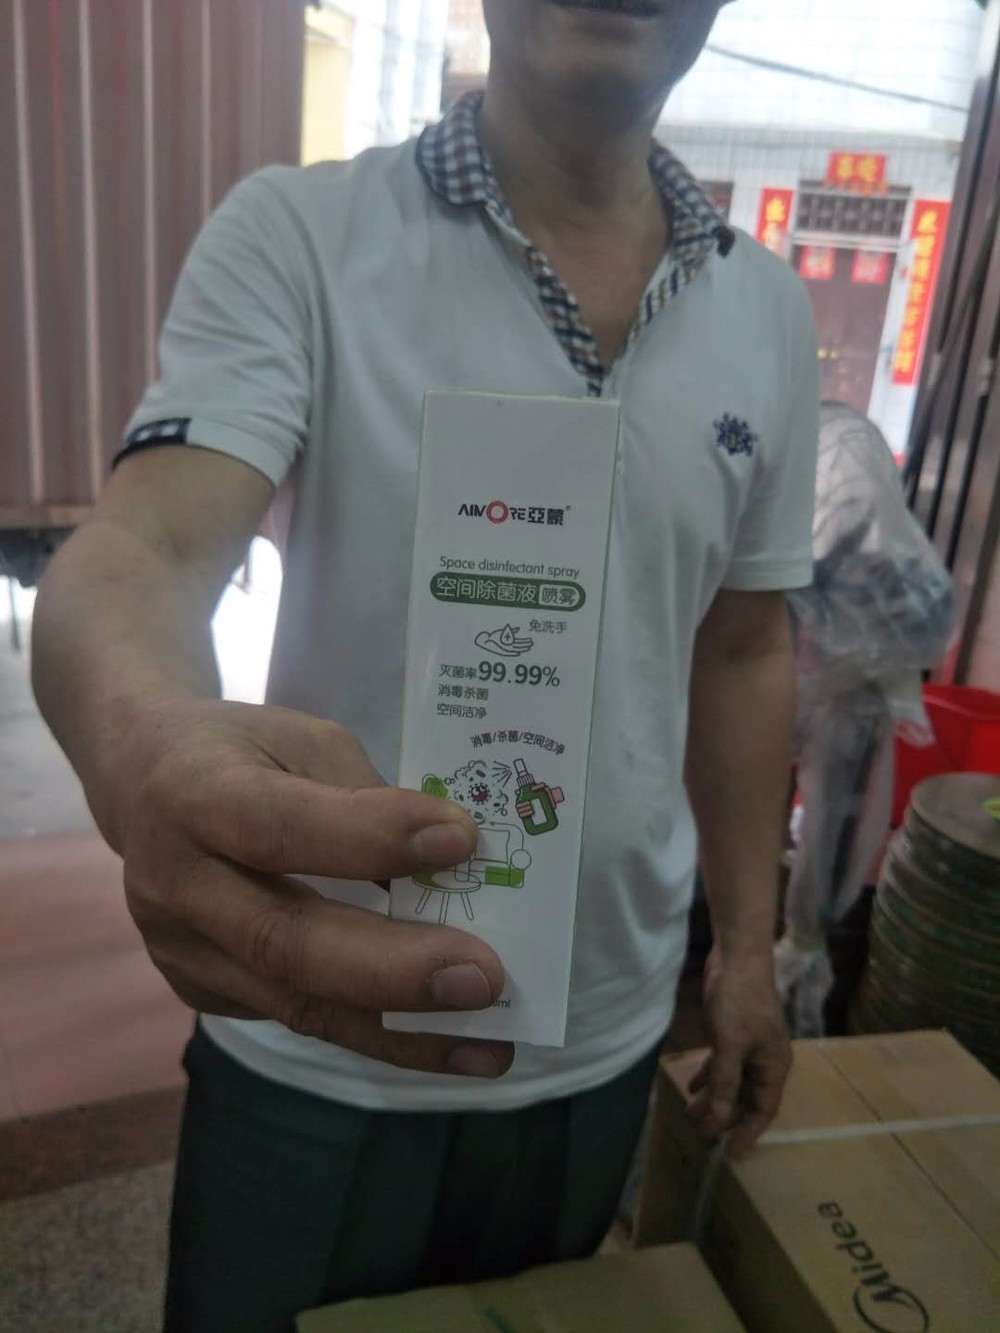 AIMORE亞蒙®
Space disinfectant spray
空间除菌液 喷雾
免洗手
灭菌率99.99%
消毒杀菌
空间洁净
消毒/杀菌/空间洁净
ml
Midea